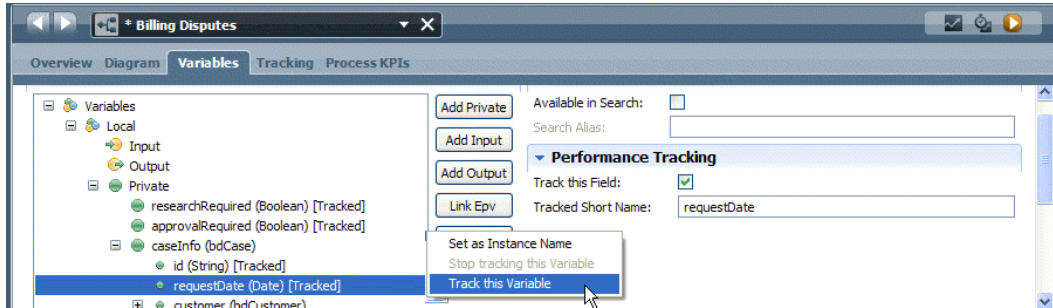 * Billing Disputes
Overview Diagram Variables Tracking Process KPIs
Variables
Local
Input
Output
Private
researchRequired (Boolean) [Tracked]
approvalRequired (Boolean) [Tracked]
caseInfo (bdCase)
id (String) [Tracked]
requestDate (Date) [Tracked]
customer (bdCustomer)
Add Private
Add Input
Add Output
Link Epv
Available in Search:
Search Alias:
Performance Tracking
Track this Field:
Tracked Short Name: requestDate
Set as Instance Name
Stop tracking this Variable
Track this Variable